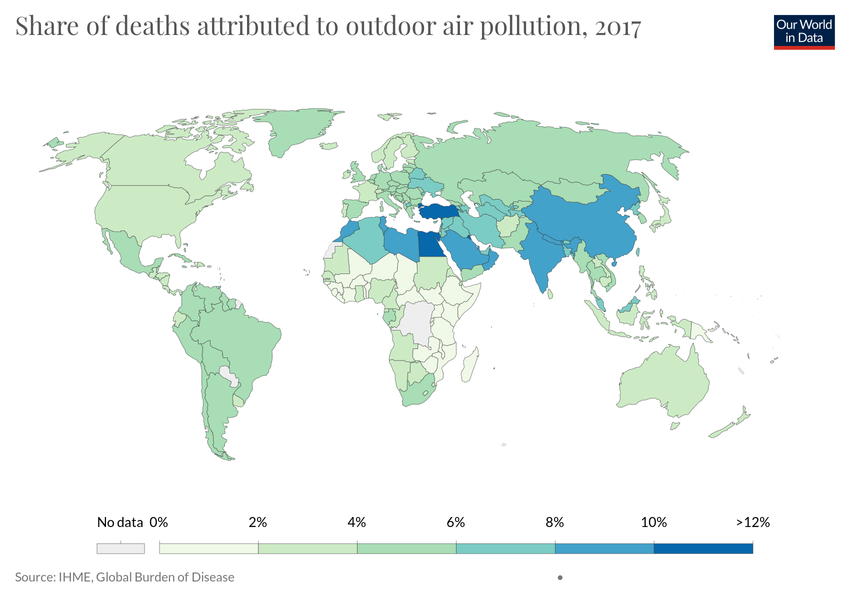 Share of deaths attributed to outdoor air pollution, 2017
Our World
in Data
No data 0% 2% 4% 6% 8% 10% >12%
Source: IHME, Global Burden of Disease